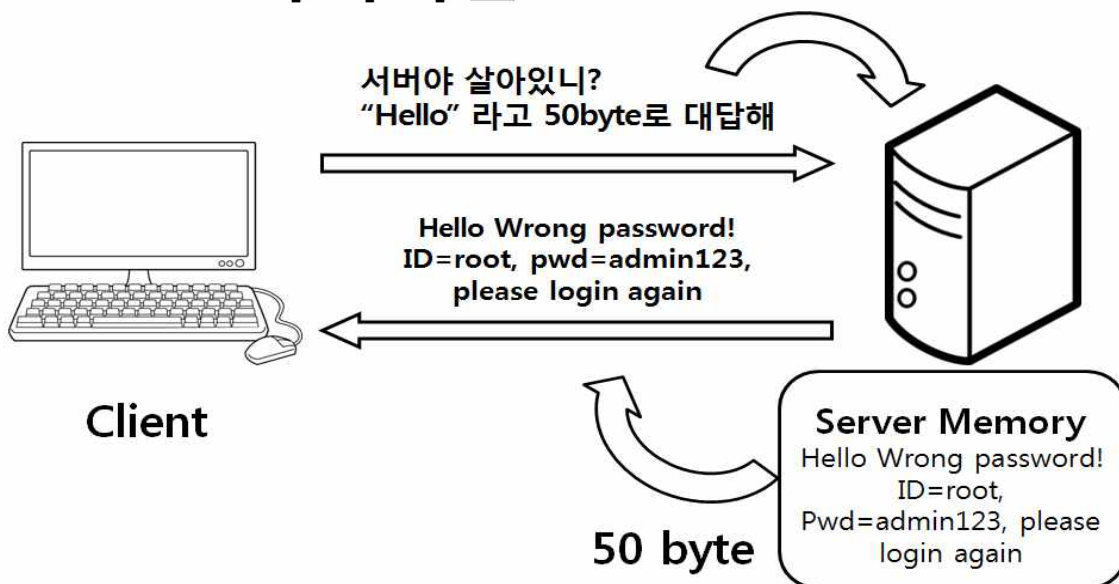 서버야 살아있니?
“Hello” 라고 50byte로 대답해
Hello Wrong password!
ID=root, pwd=admin123,
please login again
Client
Server Memory
Hello Wrong password!
ID=root,
Pwd=admin123, please
login again
50 byte